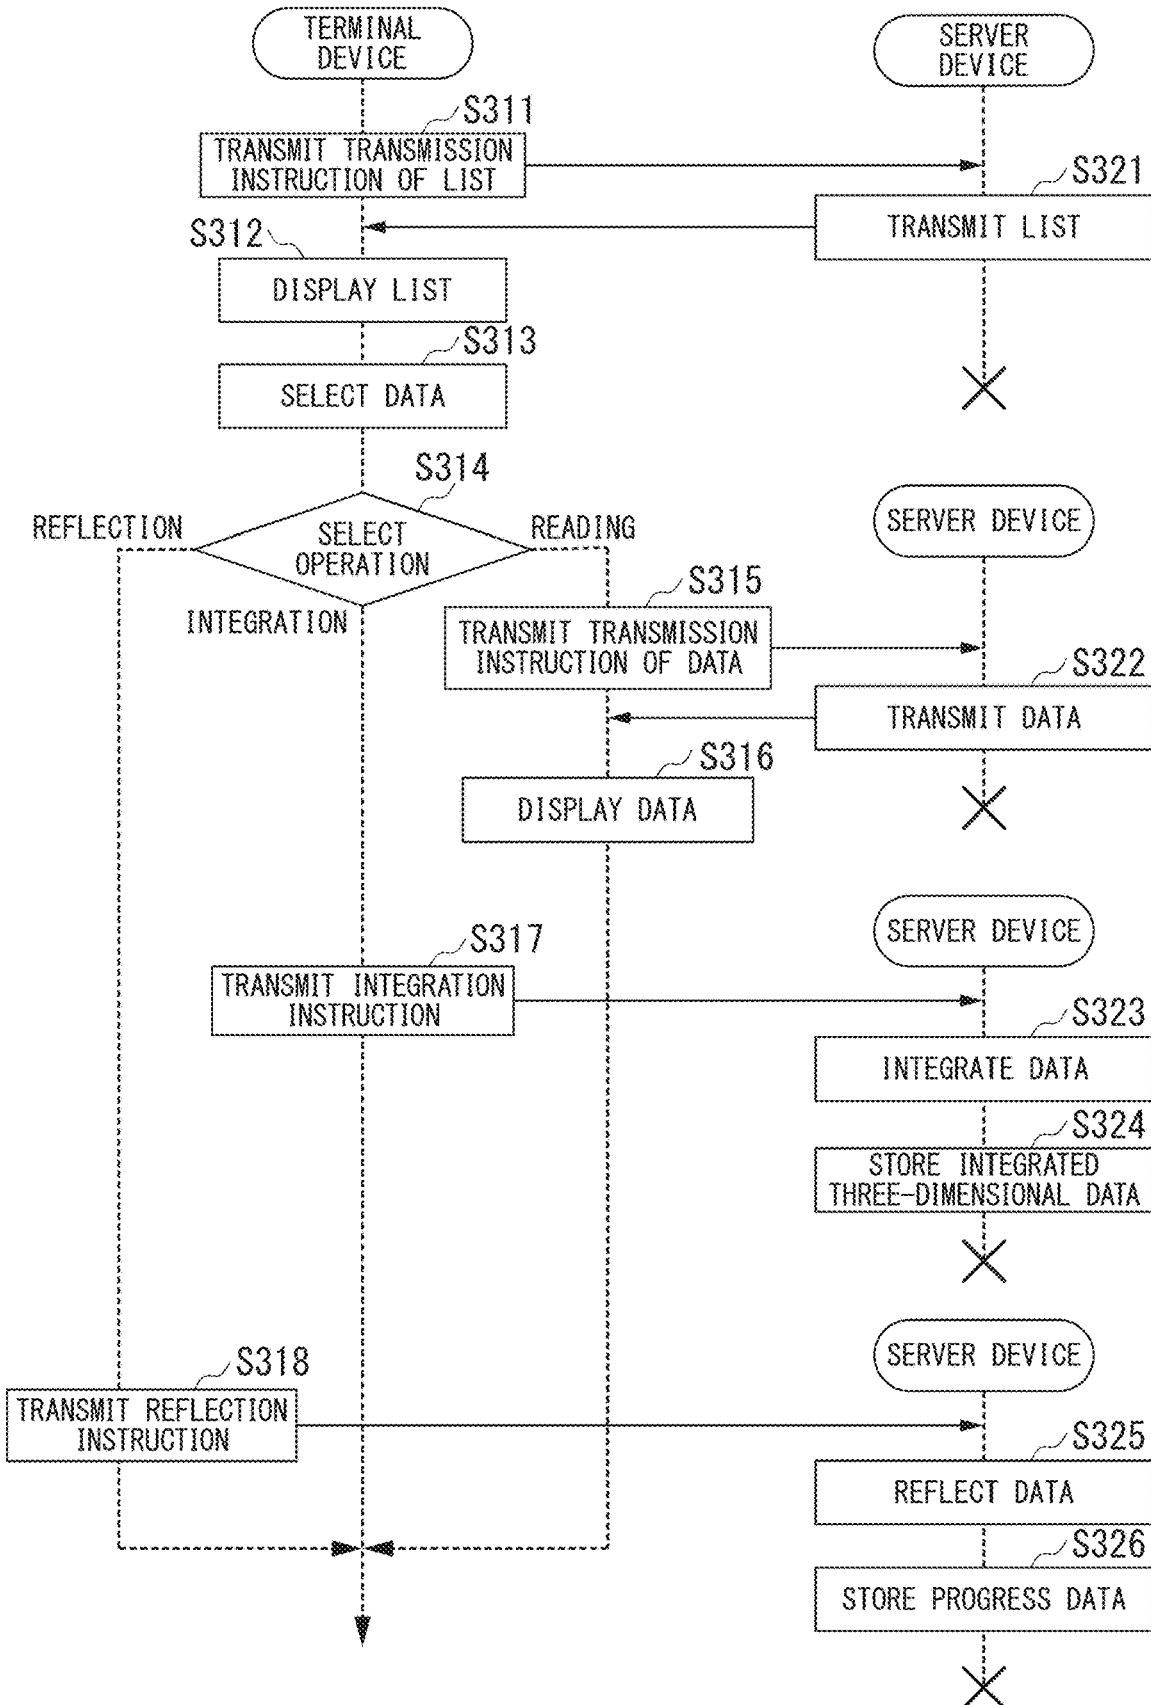 TERMINAL
DEVICE
SERVER
DEVICE
S311
TRANSMIT TRANSMISSION
INSTRUCTION OF LIST
S321
TRANSMIT LIST
S312
DISPLAY LIST
S313
SELECT DATA
S314
REFLECTION
SELECT
OPERATION
READING
INTEGRATION
SERVER DEVICE
S315
TRANSMIT TRANSMISSION
INSTRUCTION OF DATA
S322
TRANSMIT DATA
S316
DISPLAY DATA
SERVER DEVICE
S317
TRANSMIT INTEGRATION
INSTRUCTION
S323
INTEGRATE DATA
S324
STORE INTEGRATED
THREE-DIMENSIONAL DATA
SERVER DEVICE
S318
TRANSMIT REFLECTION
INSTRUCTION
S325
REFLECT DATA
S326
STORE PROGRESS DATA